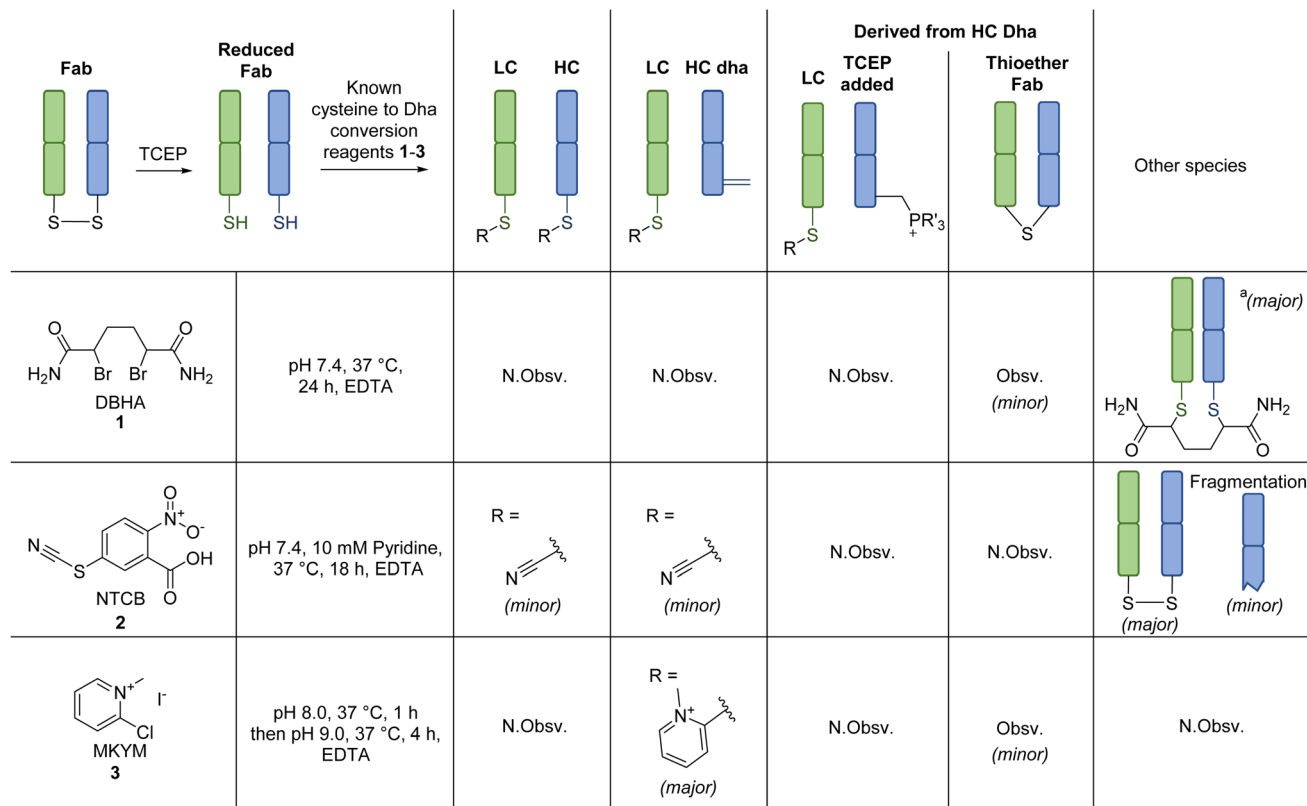 Derived from HC Dha
Fab
Reduced
Fab
Known
cysteine to Dha
conversion
reagents 1-3
TCEP
S S
SH SH
LC HC
S S
R R
LC HC dha
S
R
LC
TCEP
added
S
R
PR'3
+
Thioether
Fab
S
Other species
O O
H2N Br Br NH2
DBHA
1
pH 7.4, 37 °C,
24 h, EDTA
N.Obsv.
N.Obsv.
N.Obsv.
Obsv.
(minor)
a(major)
S S
H2N NH2
O O
O
N+
O-
N
S
OH
O
NTCB
2
pH 7.4, 10 mM Pyridine,
37 °C, 18 h, EDTA
R =
N
(minor)
R =
N
(minor)
N.Obsv.
N.Obsv.
Fragmentation
S S
(major)
(minor)
N+
I-
Cl
MKYM
3
pH 8.0, 37 °C, 1 h
then pH 9.0, 37 °C, 4 h,
EDTA
N.Obsv.
R =
N+
(major)
N.Obsv.
Obsv.
(minor)
N.Obsv.